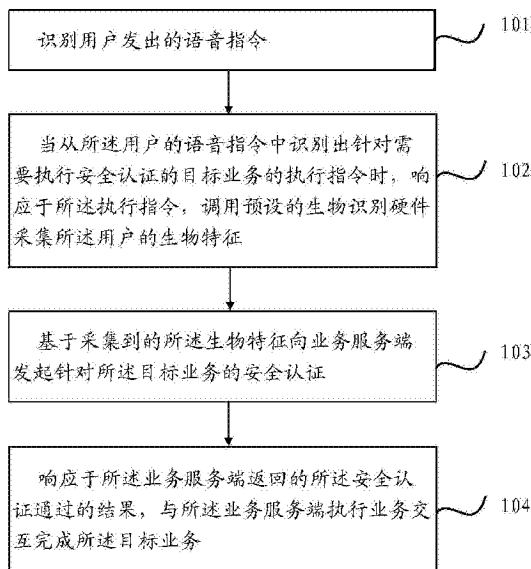 识别用户发出的语音指令
101
当从所述用户的语音指令中识别出针对需
要执行安全认证的目标业务的执行指令时，响
应于所述执行指令，调用预设的生物识别硬件
采集所述用户的生物特征
102
基于采集到的所述生物特征向业务服务端
发起针对所述目标业务的安全认证
103
响应于所述业务服务端返回的所述安全认
证通过的结果，与所述业务服务端执行业务交
互完成所述目标业务
104